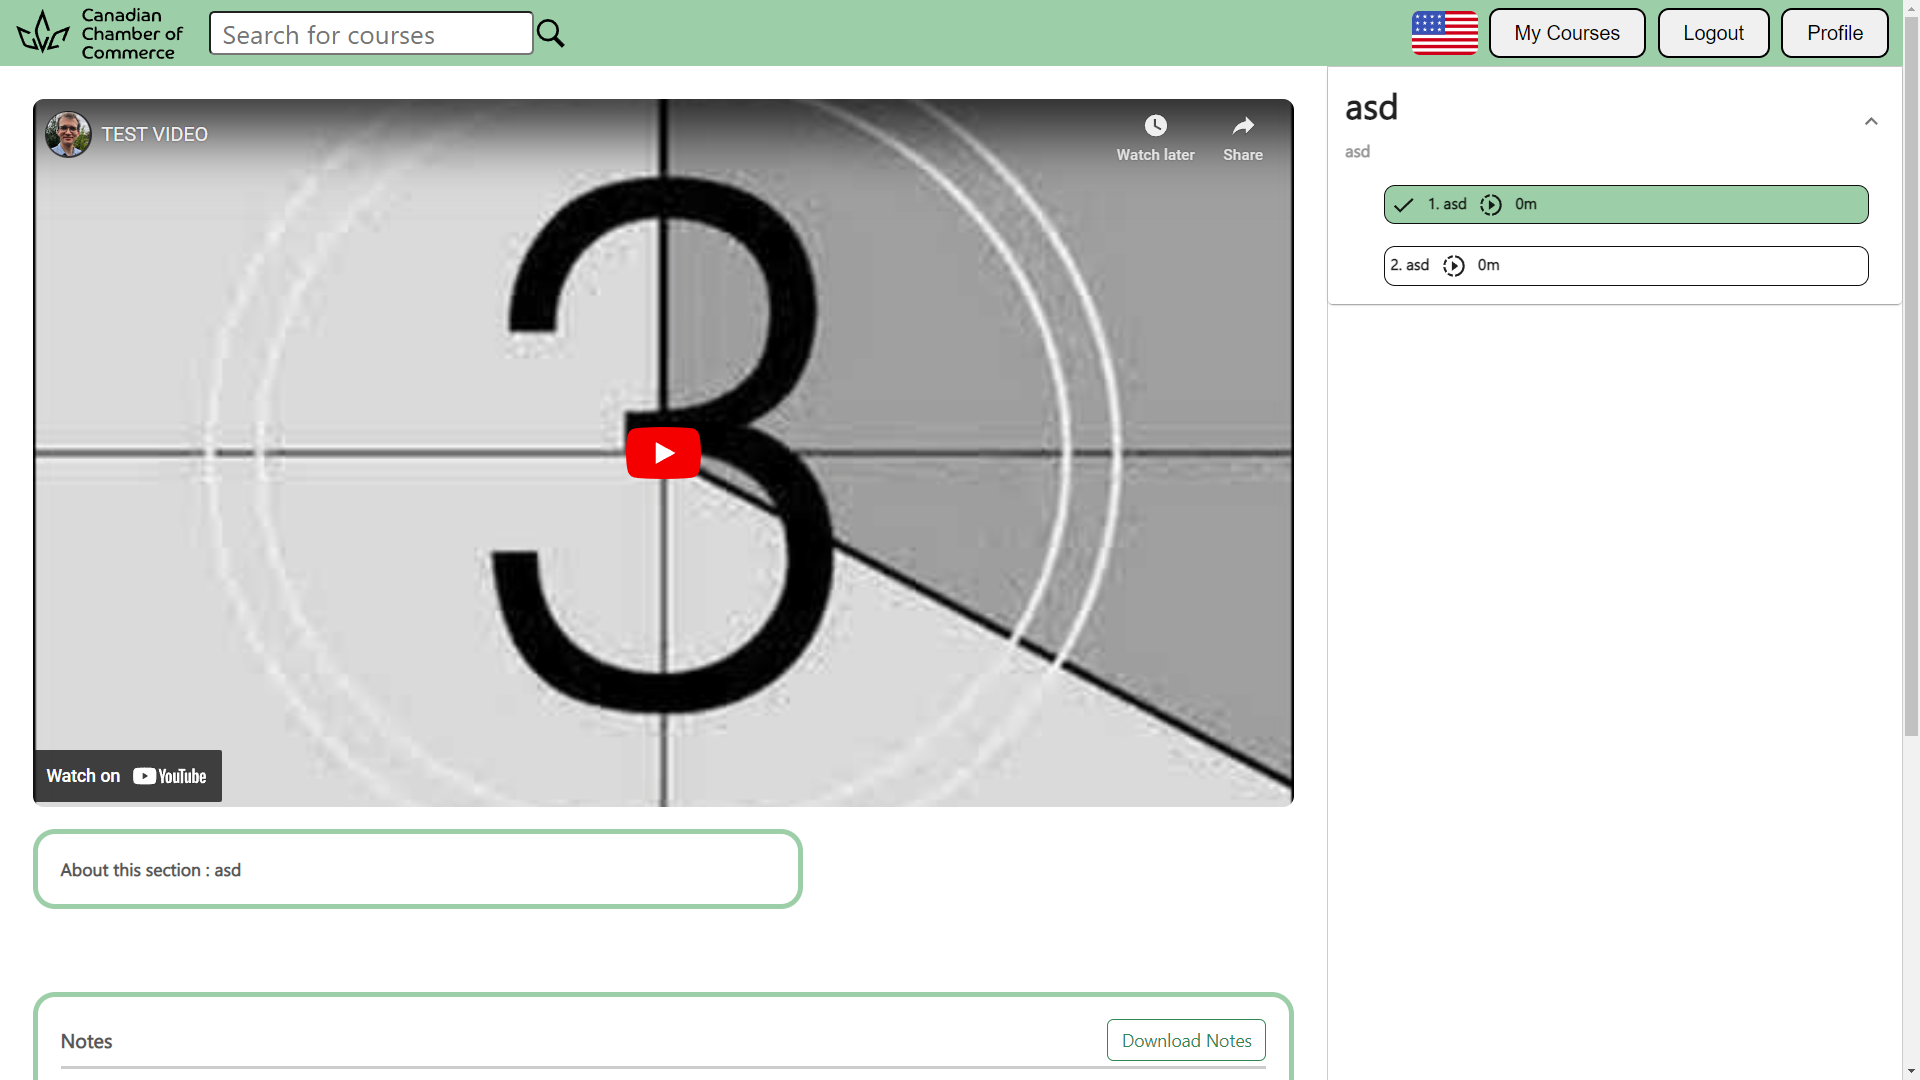 Canadian
Chamber of
Commerce
Search for courses
My Courses
Logout
Profile
TEST VIDEO
Watch later
Share
3
Watch on YouTube
asd
asd
1. asd 0m
2. asd 0m
About this section : asd
Notes
Download Notes